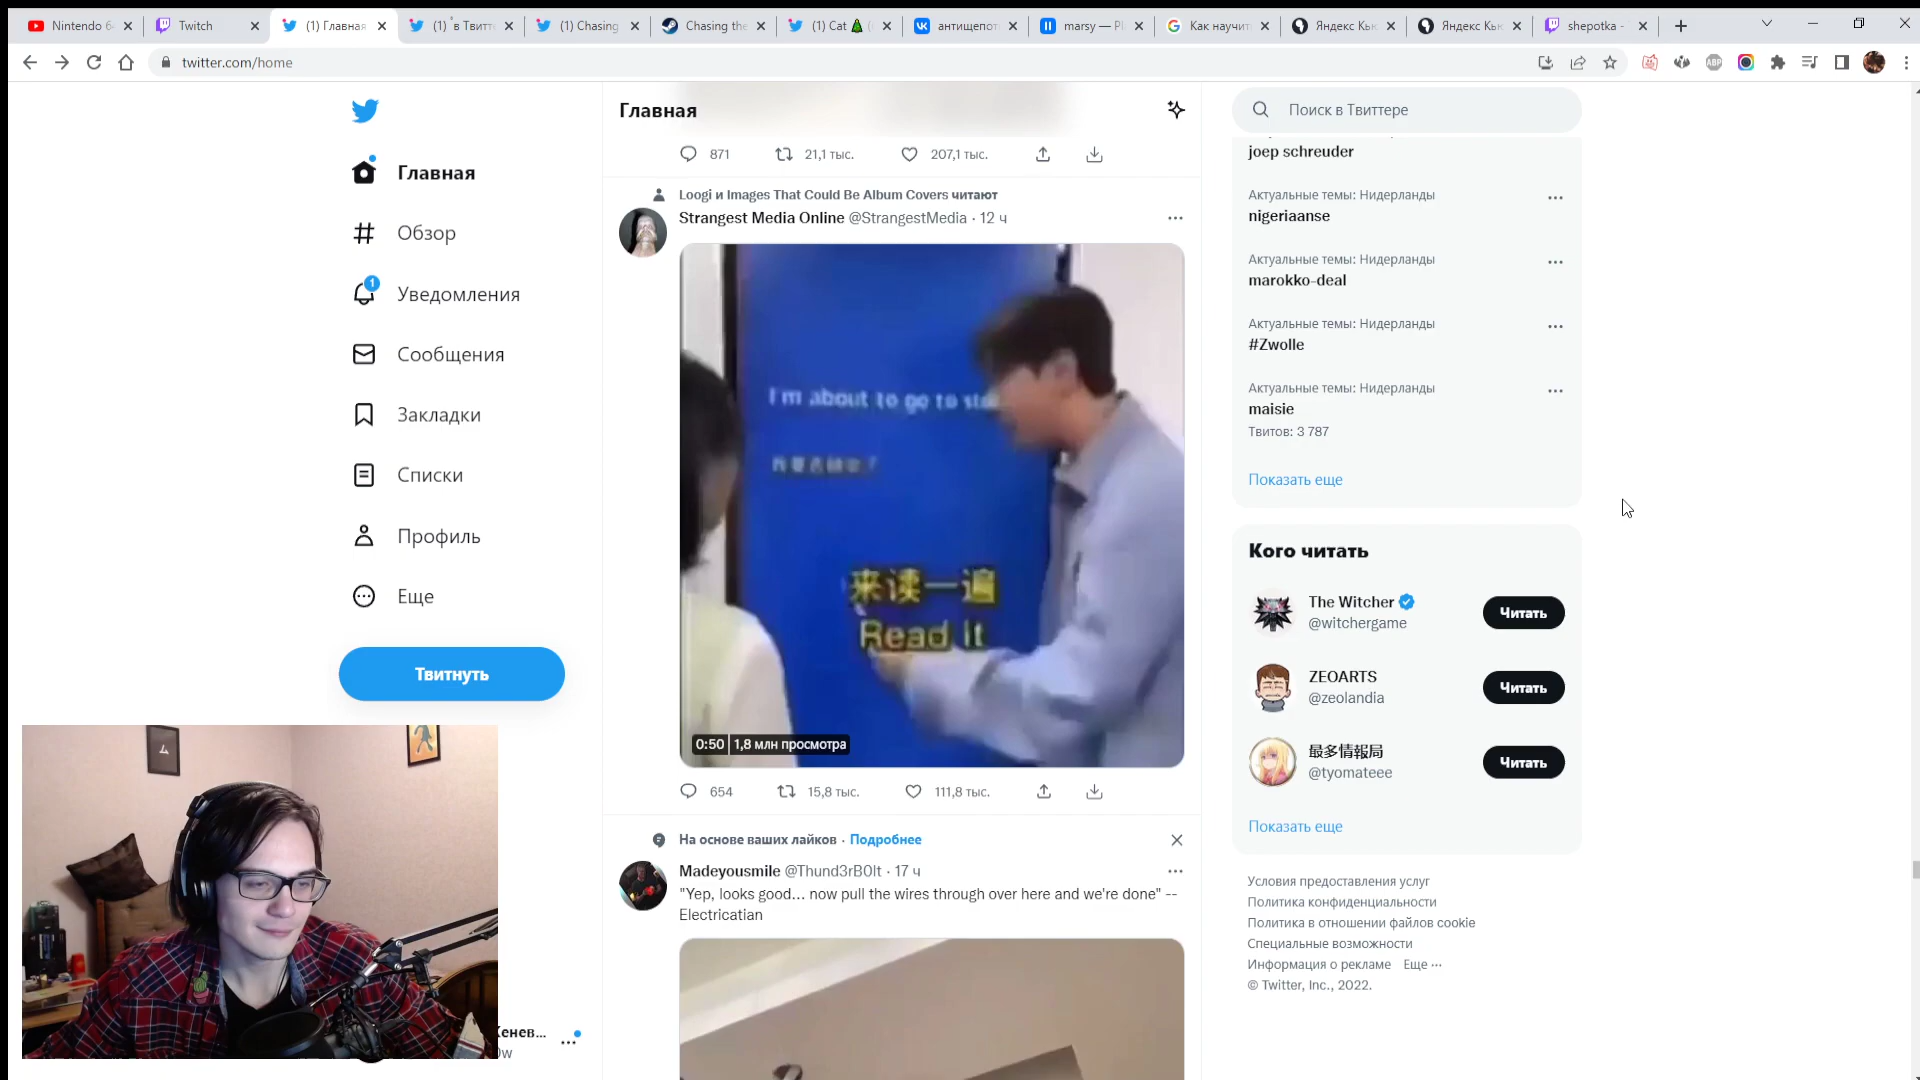 Nintendo 6
Twitch
(1) Главная
(1) "в Твитт
(1) Chasing
Chasing the
(1) Cat
антищепот
marsy — Pl
Как научит
Яндекс Кью
Яндекс Кью
shepotka -
twitter.com/home
Главная
Обзор
1
Уведомления
Сообщения
Закладки
Списки
Профиль
Еще
Твитнуть
Главная
871
21,1 тыс.
207,1 тыс.
Loogi и Images That Could Be Album Covers читают
Strangest Media Online @StrangestMedia · 12 ч
I'm about to go to st
来读一遍
Read It
0:50 1,8 млн просмотра
654
15,8 тыс.
111,8 тыс.
На основе ваших лайков · Подробнее
Madeyousmile @Thund3rB0lt · 17 ч
"Yep, looks good... now pull the wires through over here and we're done" --
Electricatian
Поиск в Твиттере
joep schreuder
Актуальные темы: Нидерланды
nigeriaanse
Актуальные темы: Нидерланды
marokko-deal
Актуальные темы: Нидерланды
#Zwolle
Актуальные темы: Нидерланды
maisie
Твитов: 3 787
Показать еще
Кого читать
The Witcher
@witchergame
Читать
ZEOARTS
@zeolandia
Читать
最多情報局
@tyomateee
Читать
Показать еще
Условия предоставления услуг
Политика конфиденциальности
Политика в отношении файлов cookie
Специальные возможности
Информация о рекламе Еще ···
© Twitter, Inc., 2022.